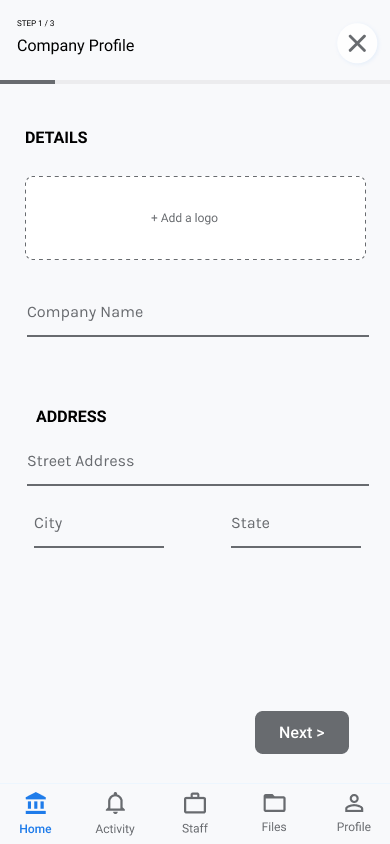 STEP 1 / 3
Company Profile
DETAILS
+ Add a logo
Company Name
ADDRESS
Street Address
City State
Next >
Home Activity Staff Files Profile